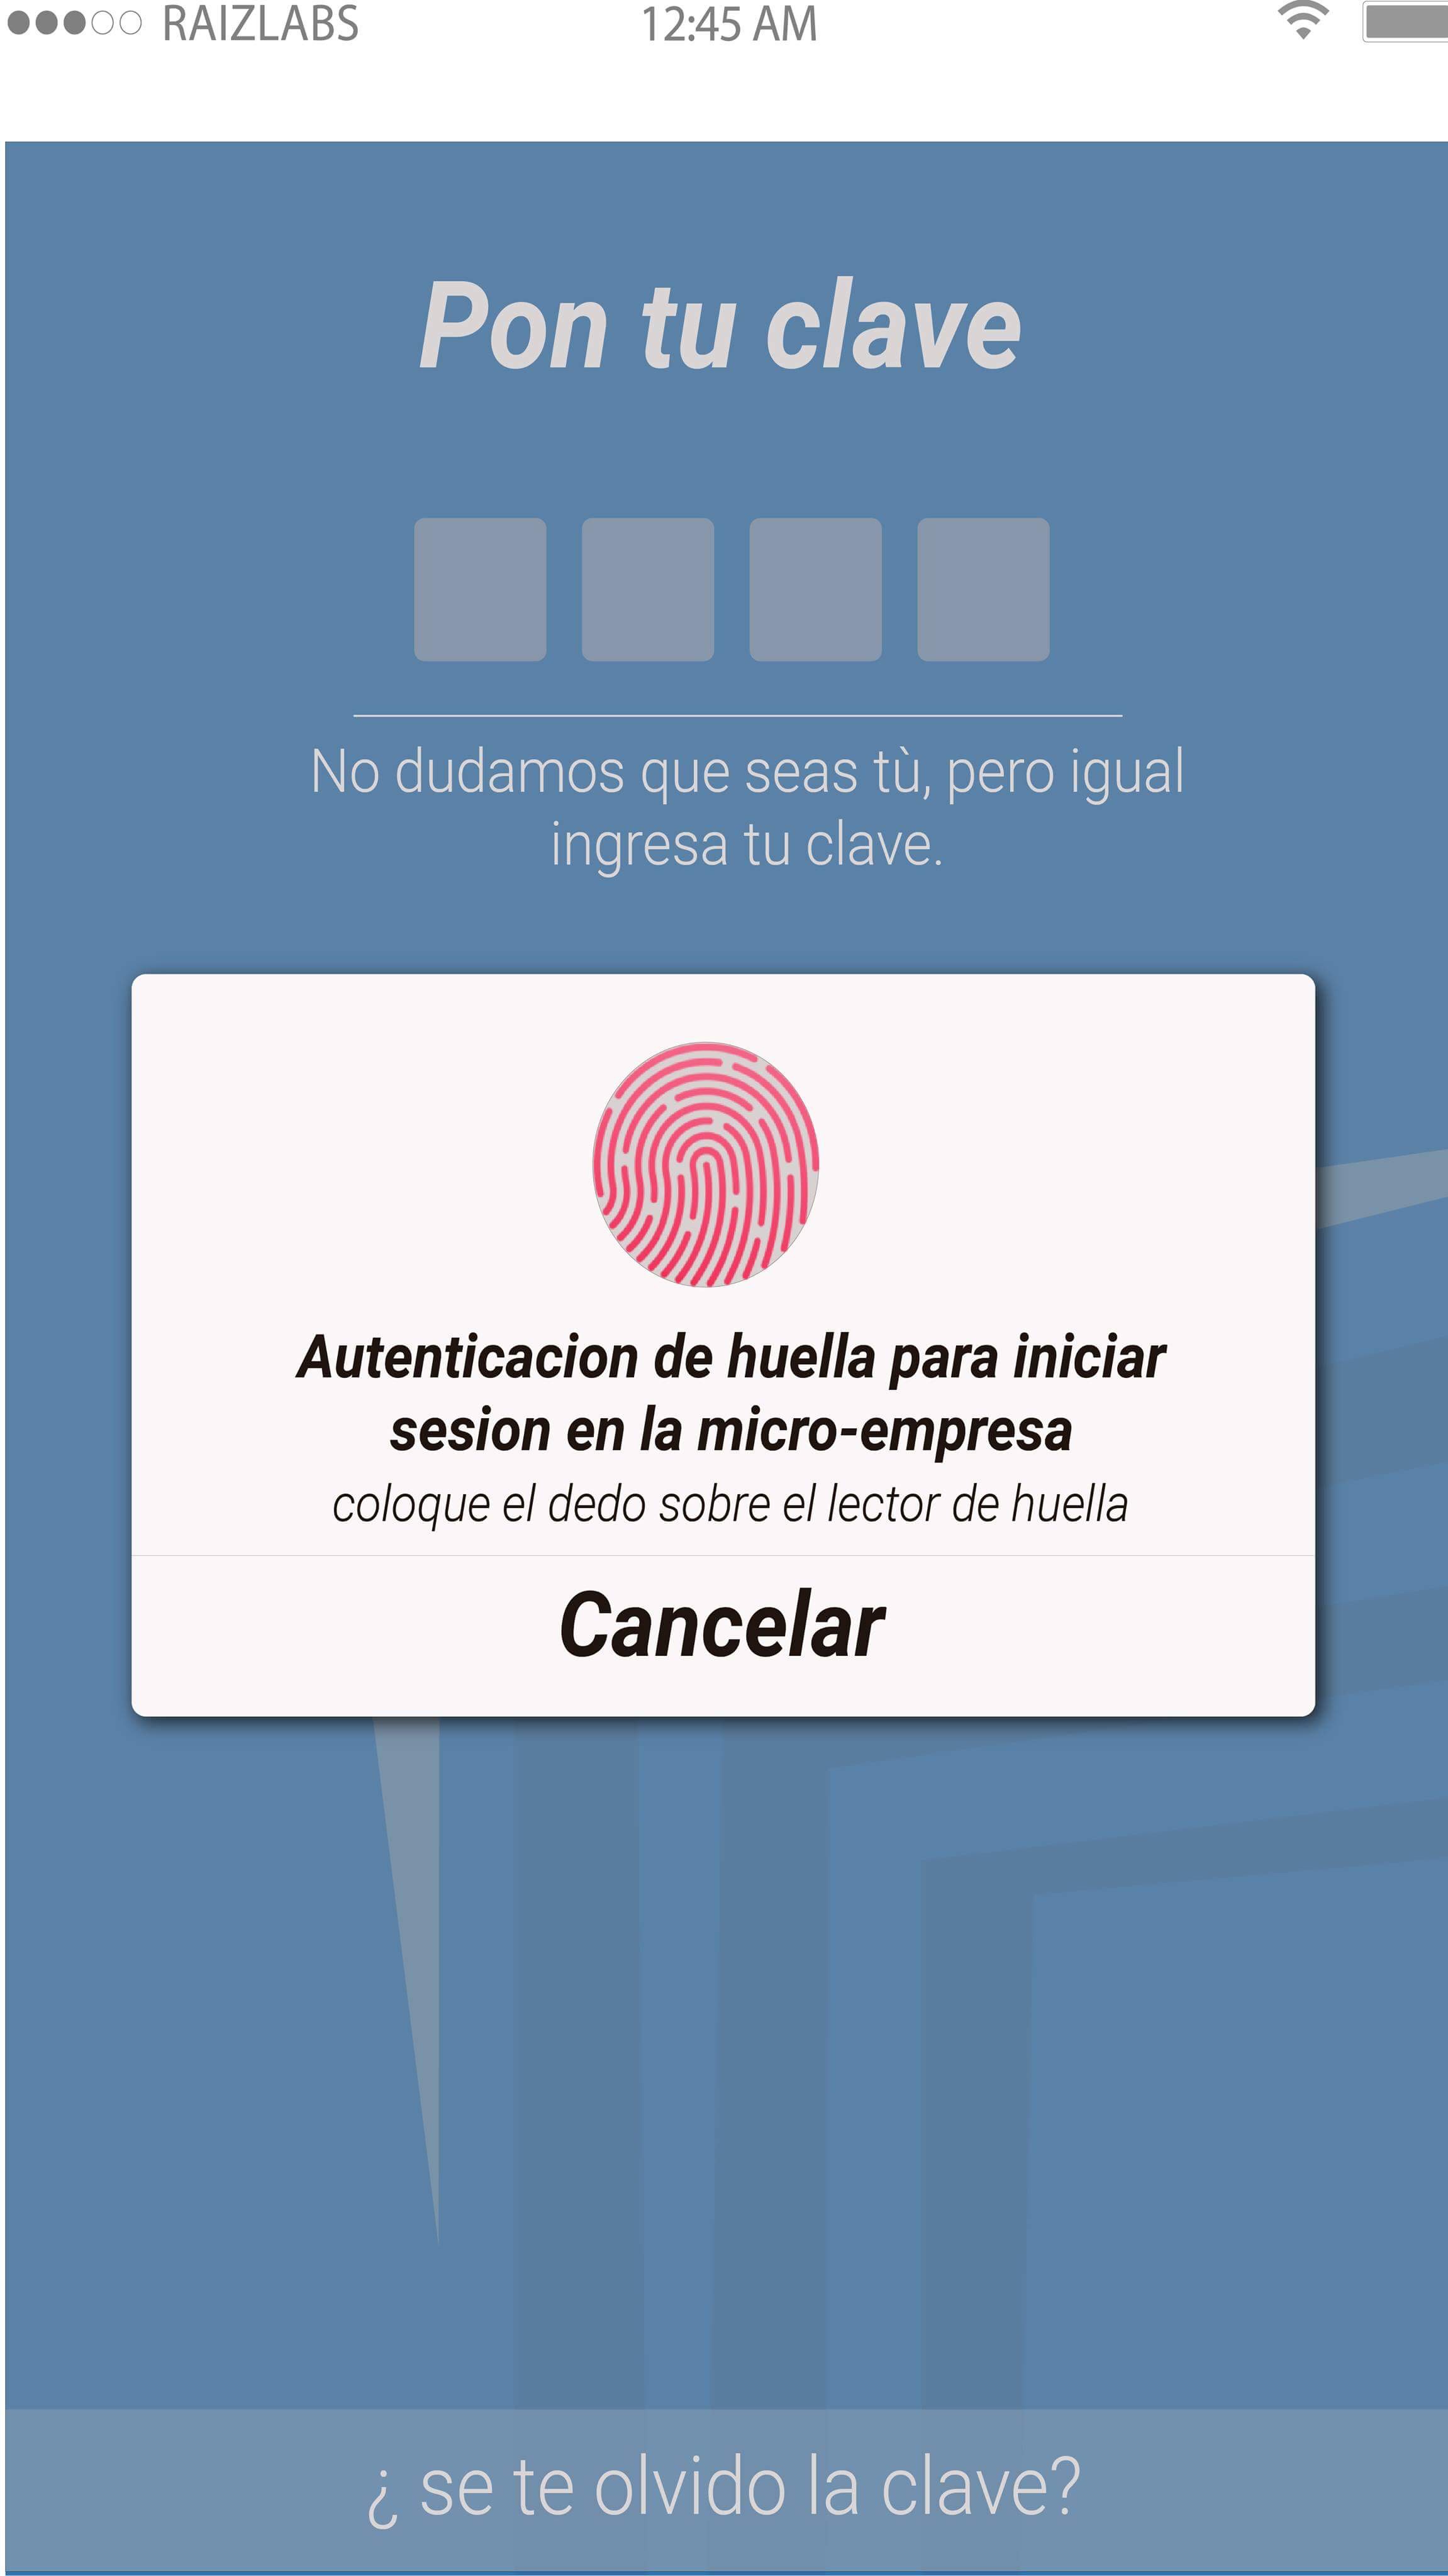 RAIZLABS 12:45 AM
Pon tu clave
No dudamos que seas tù, pero igual
ingresa tu clave.
Autenticacion de huella para iniciar
sesion en la micro-empresa
coloque el dedo sobre el lector de huella
Cancelar
¿ se te olvido la clave?